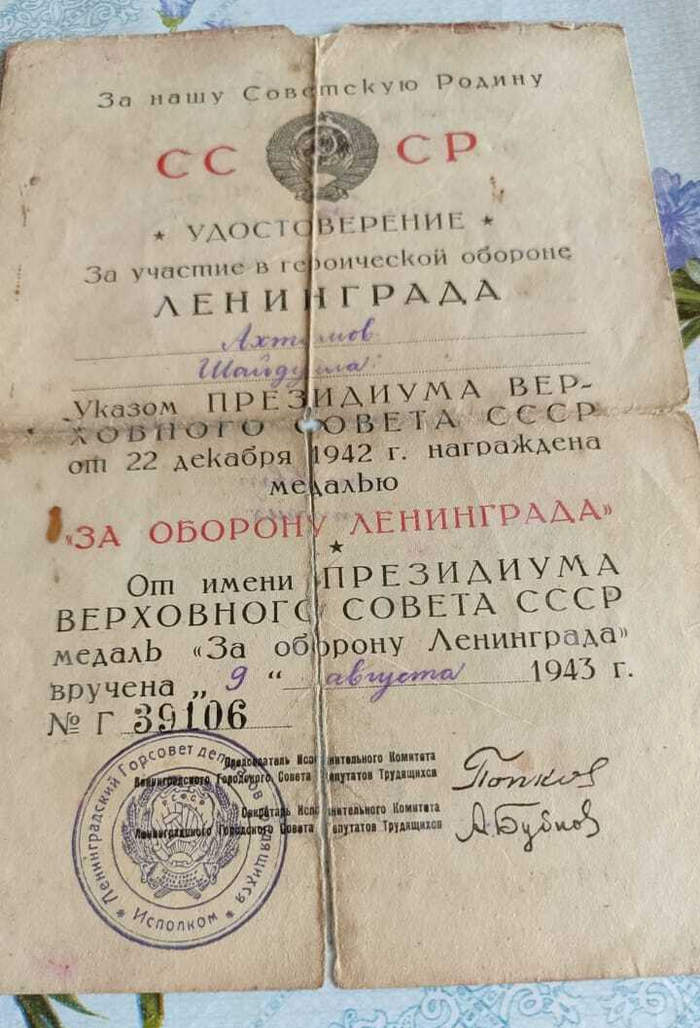 За нашу Советскую Родину
СССР
★ УДОСТОВЕРЕНИЕ ★
За участие в героической обороне
ЛЕНИНГРАДА
Указом ПРЕЗИДИУМА ВЕР-
ХОВНОГО СОВЕТА СССР
от 22 декабря 1942 г. награждена
медалью
«ЗА ОБОРОНУ ЛЕНИНГРАДА»
★
От имени ПРЕЗИДИУМА
ВЕРХОВНОГО СОВЕТА СССР
медаль «За оборону Ленинграда»
вручена „ 9 “ августа 1943 г.
№ Г 39106
Председатель Исполнительного Комитета
Ленинградского Городского Совета Депутатов Трудящихся
Попков
Секретарь Исполнительного Комитета
Ленинградского Городского Совета Депутатов Трудящихся
А. Бубнов
Ленинградский Горсовет депутатов трудящихся
★ Исполком ★